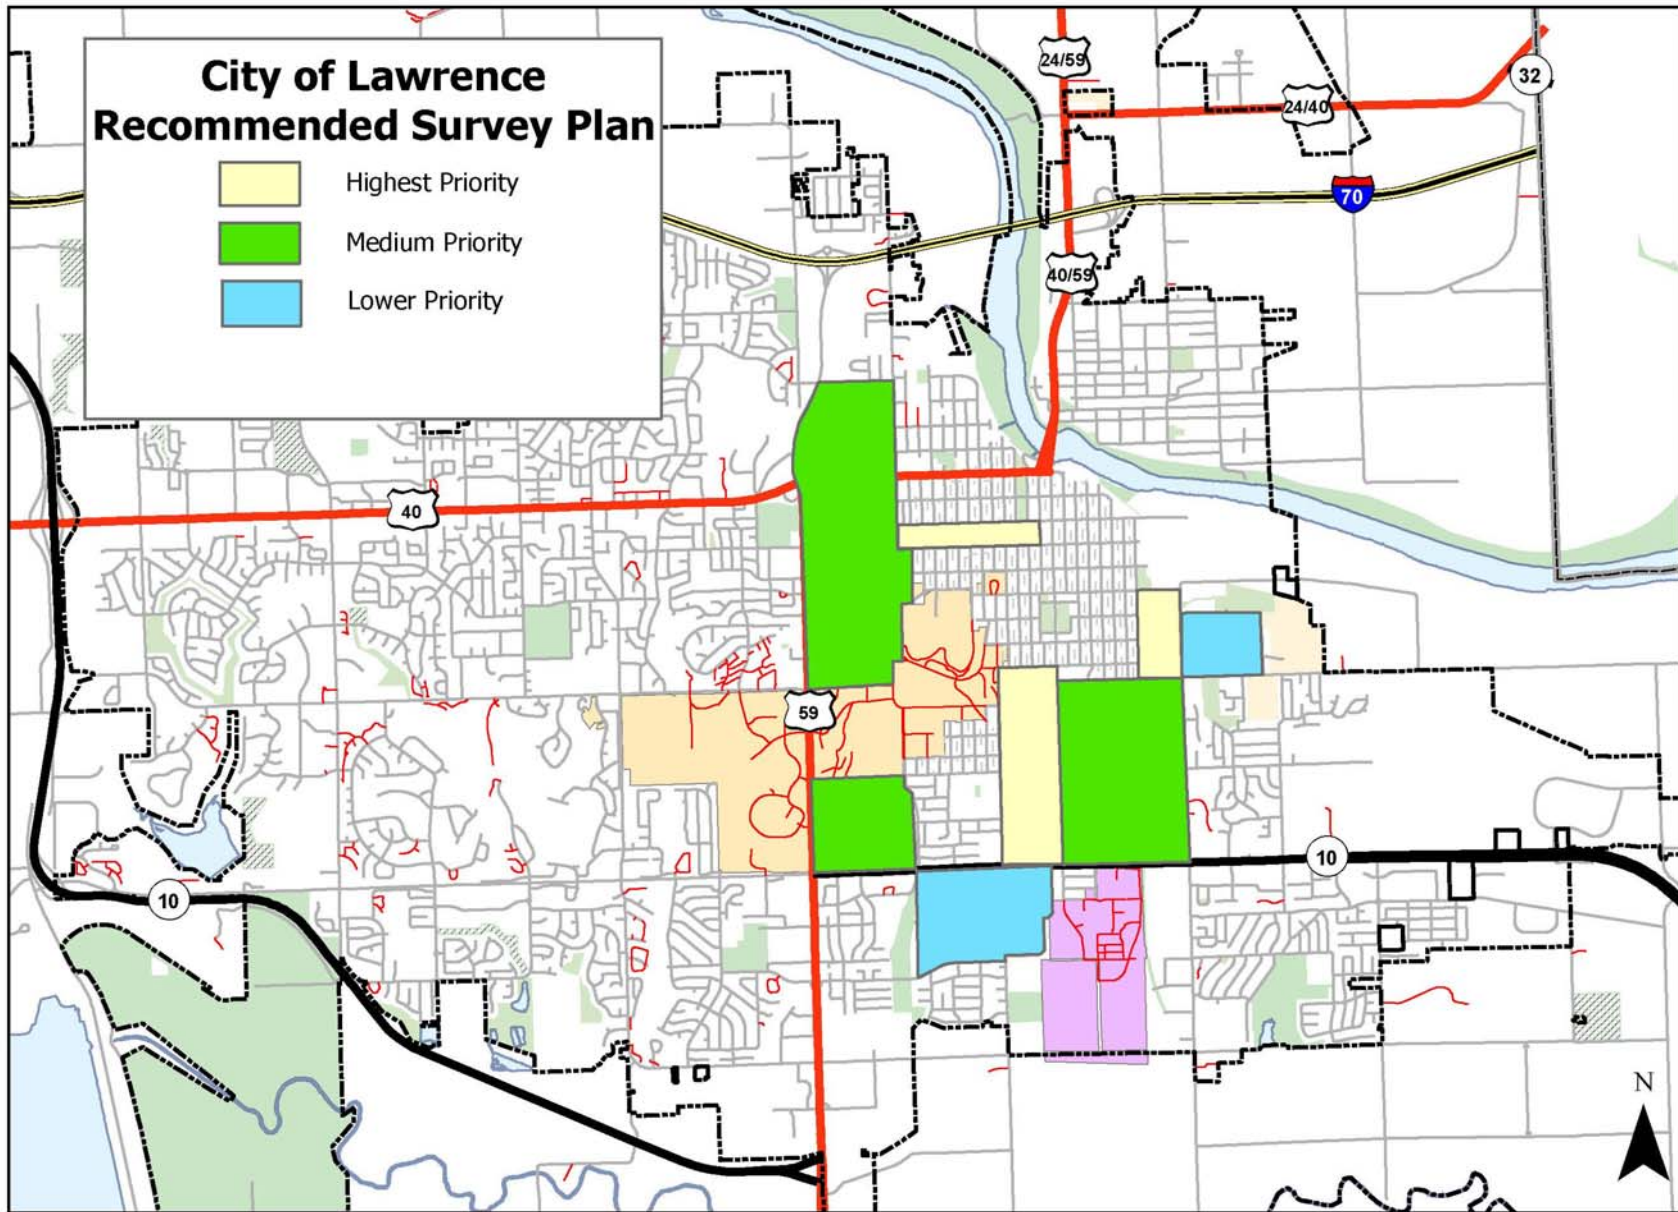 City of Lawrence
Recommended Survey Plan
Highest Priority
Medium Priority
Lower Priority
24/59
24/40
32
70
40/59
40
59
10
10
N